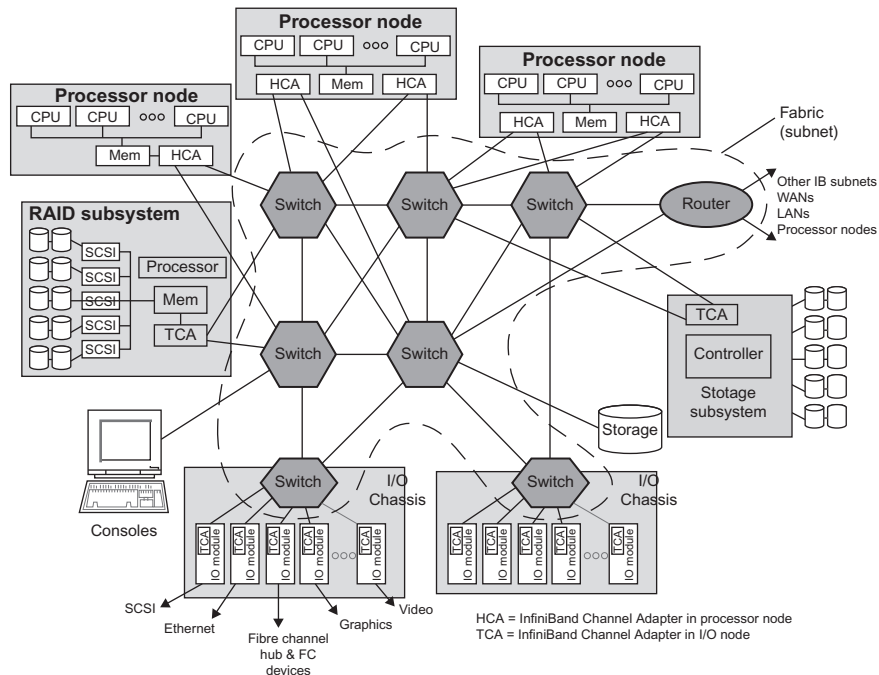 Processor node
CPU CPU ooo CPU
HCA Mem HCA
Processor node
CPU CPU ooo CPU
HCA Mem HCA
Processor node
CPU CPU ooo CPU
Mem HCA
Fabric
(subnet)
Switch Switch Switch Router
Other IB subnets
WANs
LANs
Processor nodes
RAID subsystem
SCSI
SCSI
SCSI
SCSI
SCSI
Processor
Mem
TCA
Switch Switch
TCA
Controller
Stotage
subsystem
Storage
Consoles
Switch
I/O
Chassis
TCA IO module
TCA IO module
TCA IO module
TCA IO module
ooo
TCA IO module
Switch
I/O
Chassis
TCA IO module
TCA IO module
TCA IO module
TCA IO module
ooo
TCA IO module
SCSI
Ethernet
Fibre channel
hub & FC
devices
Graphics
Video
HCA = InfiniBand Channel Adapter in processor node
TCA = InfiniBand Channel Adapter in I/O node